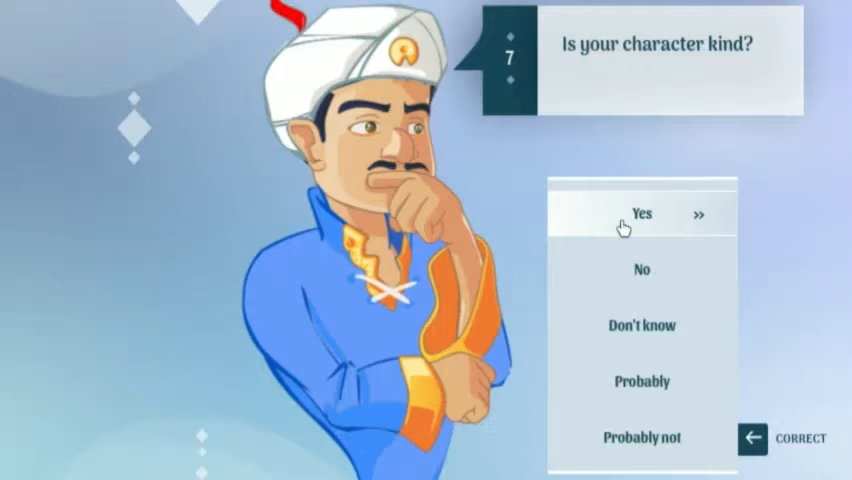 7
Is your character kind?
Yes
No
Don't know
Probably
Probably not
CORRECT